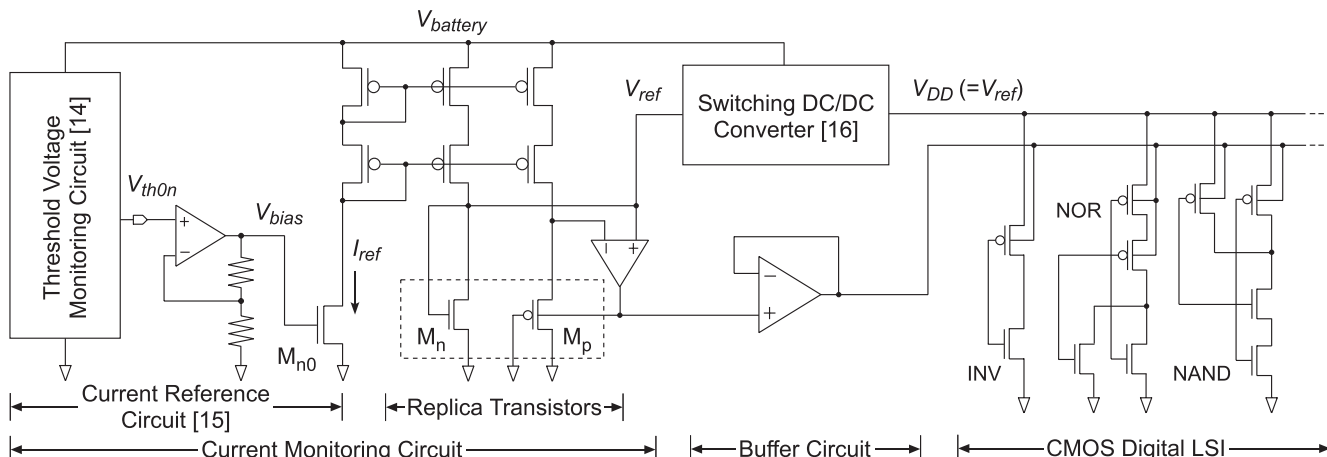 V_battery
Threshold Voltage
Monitoring Circuit [14]
V_th0n
+
−
V_bias
I_ref
M_n0
M_n
M_p
−
+
V_ref
Switching DC/DC
Converter [16]
V_DD (=V_ref)
−
+
NOR
INV
NAND
Current Reference
Circuit [15]
Replica Transistors
Current Monitoring Circuit
Buffer Circuit
CMOS Digital LSI